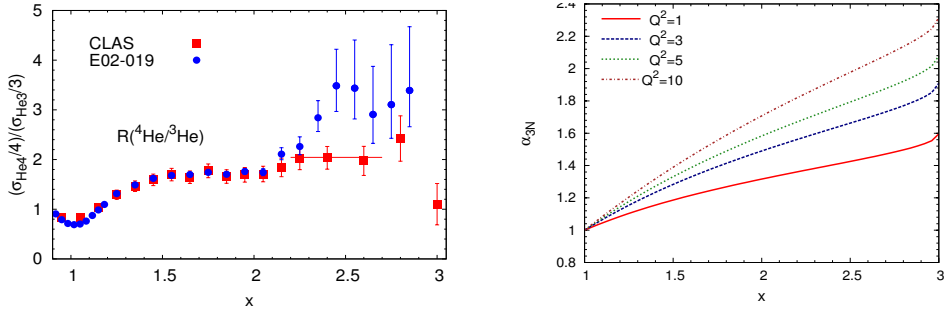 (σHe4/4)/(σHe3/3)
6
5
4
3
2
1
0
CLAS
E02-019
R(⁴He/³He)
1
1.5
2
2.5
3
x
α3N
2.4
2.2
2
1.8
1.6
1.4
1.2
1
0.8
Q²=1
Q²=3
Q²=5
Q²=10
1
1.5
2
2.5
3
x